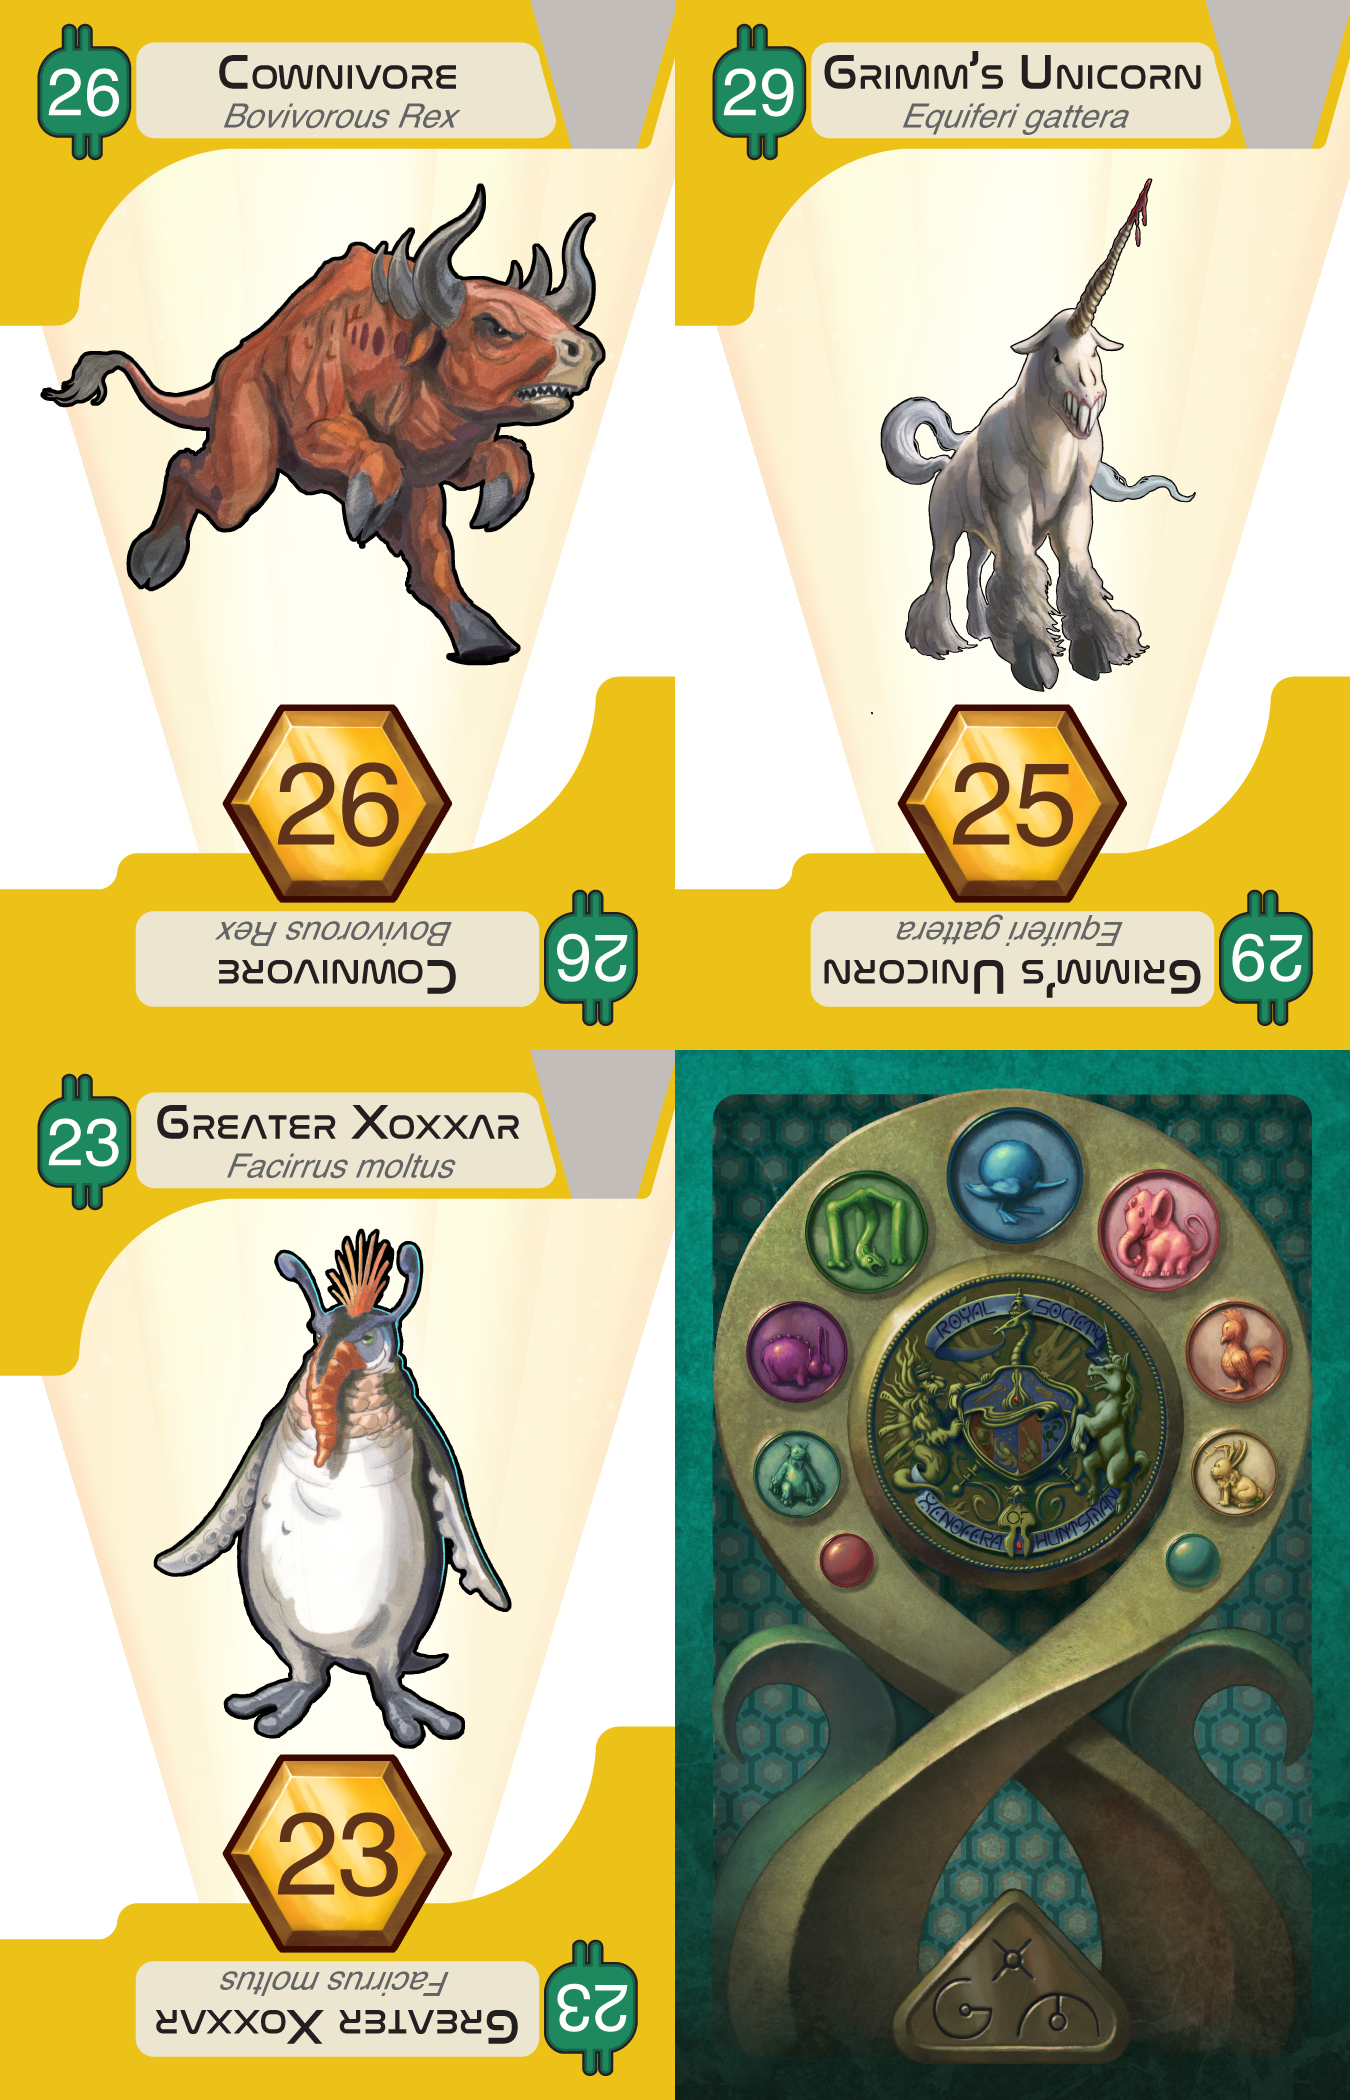 26
Cownivore
Bovivorous Rex
26
26
Cownivore
Bovivorous Rex
29
Grimm's Unicorn
Equiferi gattera
25
29
Grimm's Unicorn
Equiferi gattera
23
Greater Xoxxar
Facirrus moltus
23
23
Greater Xoxxar
Facirrus moltus
ROYAL SOCIETY
OF
XENOFERA HUNTSMAN